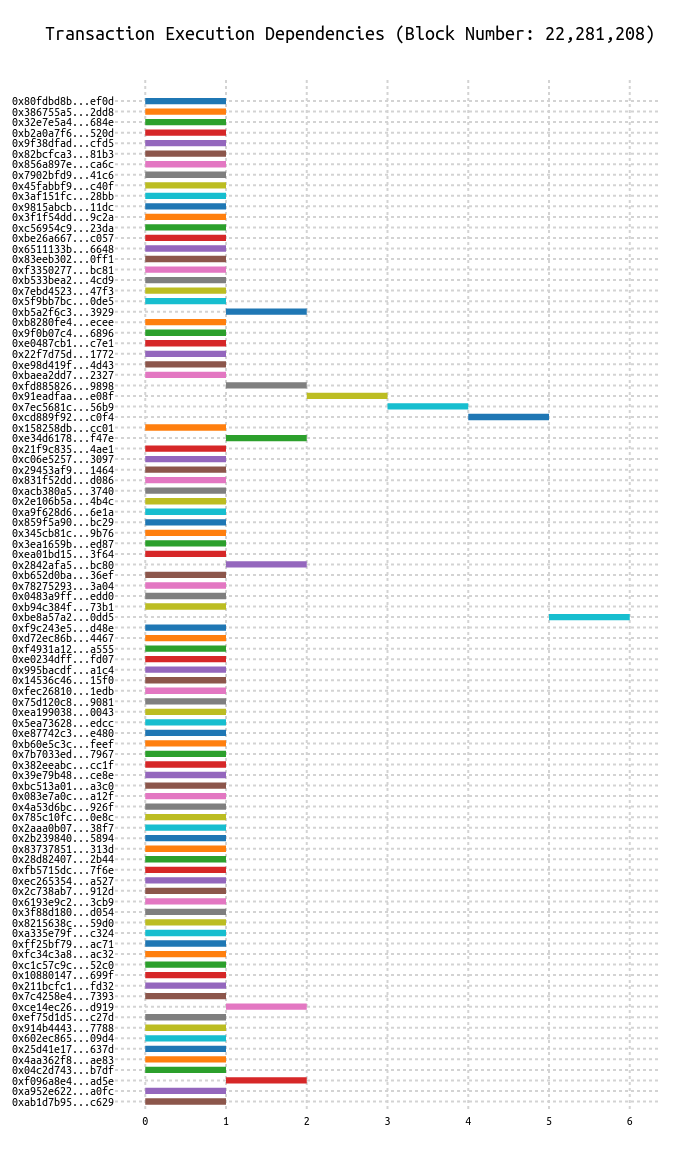 Transaction Execution Dependencies (Block Number: 22,281,208)
0x80fdbd8b...ef0d
0x386755a5...2dd8
0x32e7e5a4...684e
0xb2a0a7f6...520d
0x9f38dfad...cfd5
0x82bcfca3...81b3
0x856a897e...ca6c
0x7902bfd9...41c6
0x45fabbf9...c40f
0x3af151fc...28bb
0x9815abcb...11dc
0x3f1f54dd...9c2a
0xc56954c9...23da
0xbe26a667...c057
0x6511133b...6648
0x83eeb302...0ff1
0xf3350277...bc81
0xb533bea2...4cd9
0x7ebd4523...47f3
0x5f9bb7bc...0de5
0xb5a2f6c3...3929
0xb8280fe4...ecee
0x9f0b07c4...6896
0xe0487cb1...c7e1
0x22f7d75d...1772
0xe98d419f...4d43
0xbaea2dd7...2327
0xfd885826...9898
0x91eadfaa...e08f
0x7ec5681c...56b9
0xcd889f92...c0f4
0x158258db...cc01
0xe34d6178...f47e
0x21f9c835...4ae1
0xc06e5257...3097
0x29453af9...1464
0x831f52dd...d086
0xacb380a5...3740
0x2e106b5a...4b4c
0xa9f628d6...6e1a
0x859f5a90...bc29
0x345cb81c...9b76
0x3ea1659b...ed87
0xea01bd15...3f64
0x2842afa5...bc80
0xb652d0ba...36ef
0x78275293...3a04
0x0483a9ff...edd0
0xb94c384f...73b1
0xbe8a57a2...0dd5
0xf9c243e5...d48e
0xd72ec86b...4467
0xf4931a12...a555
0xe0234dff...fd07
0x995bacdf...a1c4
0x14536c46...15f0
0xfec26810...1edb
0x75d120c8...9081
0xea199038...0043
0x5ea73628...edcc
0xe87742c3...e480
0xb60e5c3c...feef
0x7b7033ed...7967
0x382eeabc...cc1f
0x39e79b48...ce8e
0xbc513a01...a3c0
0x083e7a0c...a12f
0x4a53d6bc...926f
0x785c10fc...0e8c
0x2aaa0b07...38f7
0x2b239840...5894
0x83737851...313d
0x28d82407...2b44
0xfb5715dc...7f6e
0xec265354...a527
0x2c738ab7...912d
0x6193e9c2...3cb9
0x3f88d180...d054
0x8215638c...59d0
0xa335e79f...c324
0xff25bf79...ac71
0xfc34c3a8...ac32
0xc1c57c9c...52c0
0x10880147...699f
0x211bcfc1...fd32
0x7c4258e4...7393
0xce14ec26...d919
0xef75d1d5...c27d
0x914b4443...7788
0x602ec865...09d4
0x25d41e17...637d
0x4aa362f8...ae83
0x04c2d743...b7df
0xf096a8e4...ad5e
0xa952e622...a0fc
0xab1d7b95...c629
0 1 2 3 4 5 6